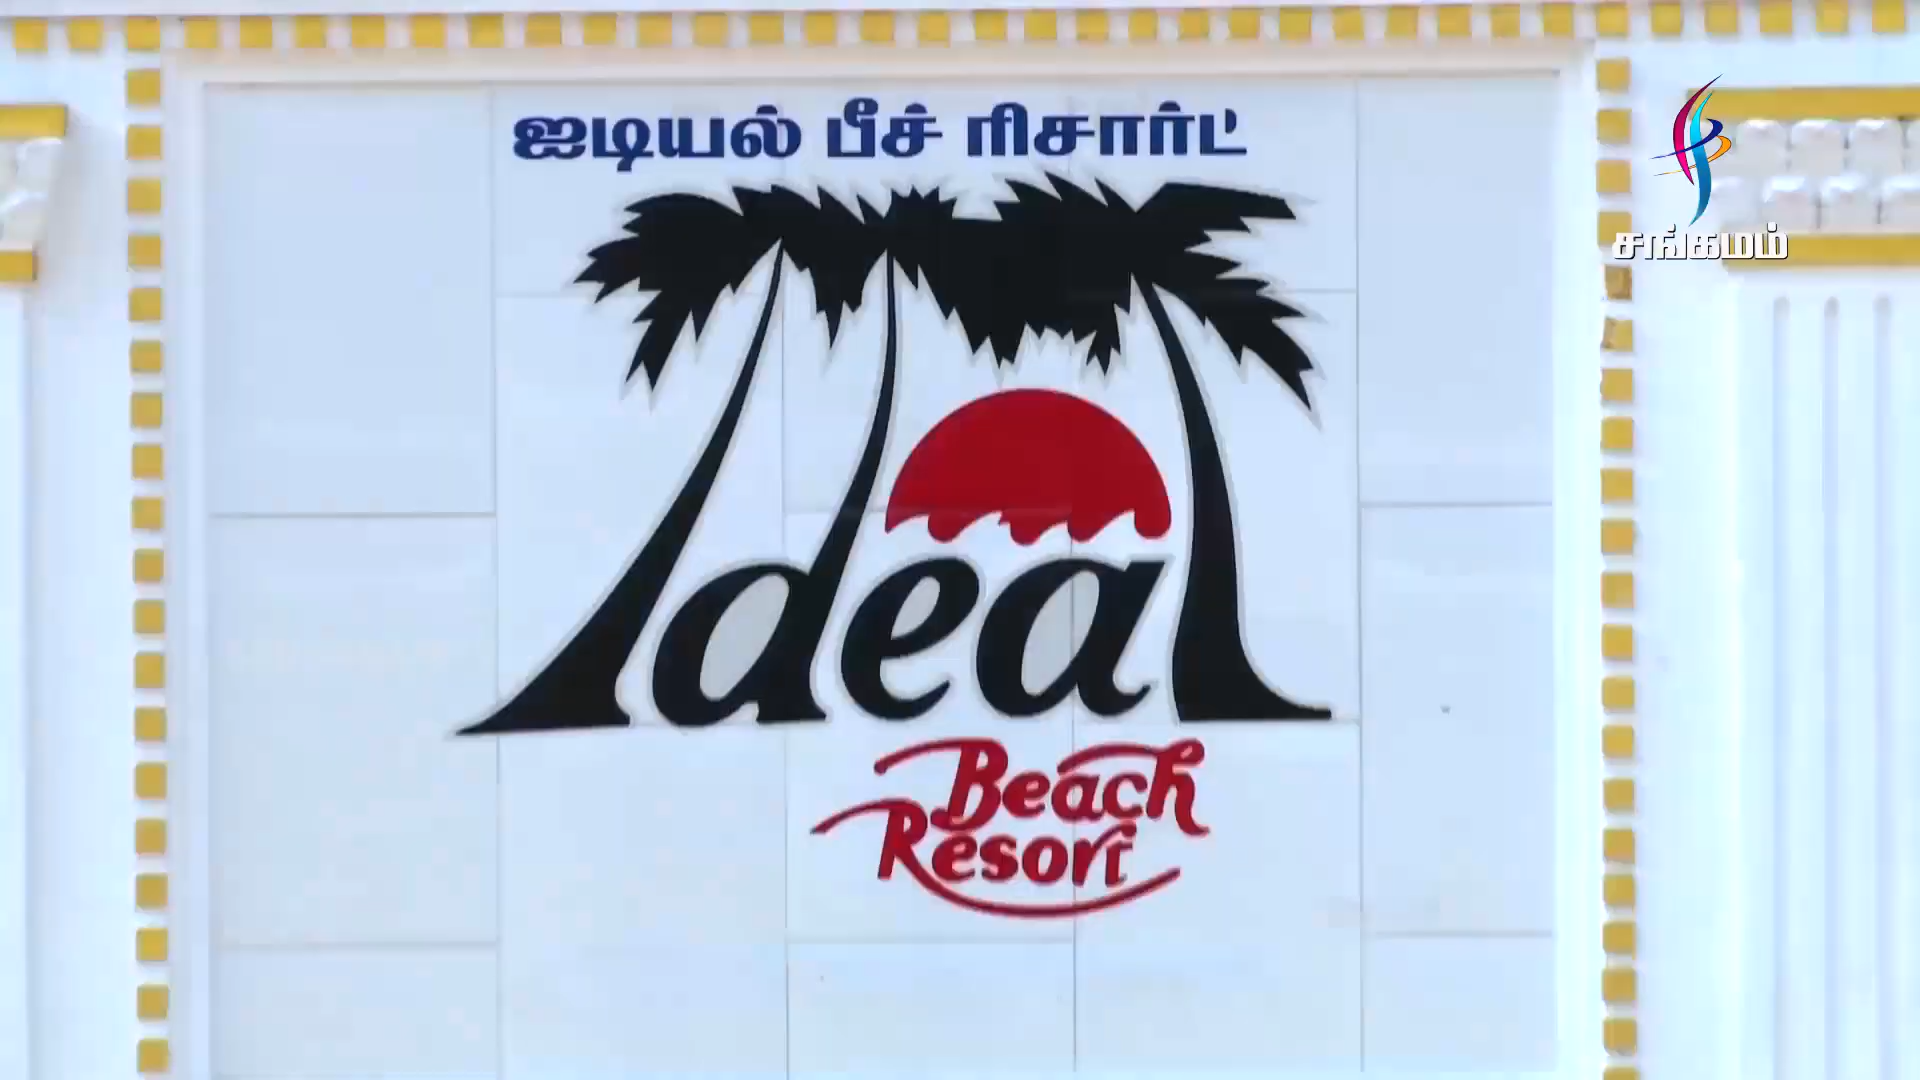 ஐடியல் பீச் ரிசார்ட்
சங்கமம்
Ideal
Beach
Resort